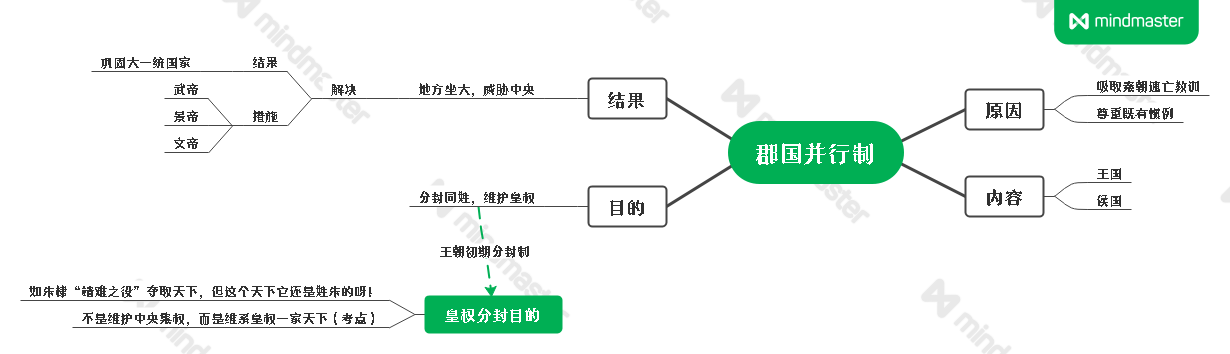 mindmaster
郡国并行制
原因
吸取秦朝速亡教训
尊重既有惯例
内容
王国
侯国
结果
地方坐大，威胁中央
解决
结果
巩固大一统国家
措施
武帝
景帝
文帝
目的
分封同姓，维护皇权
王朝初期分封制
皇权分封目的
如朱棣“靖难之役”夺取天下，但这个天下它还是姓朱的呀！
不是维护中央集权，而是维系皇权一家天下（考点）